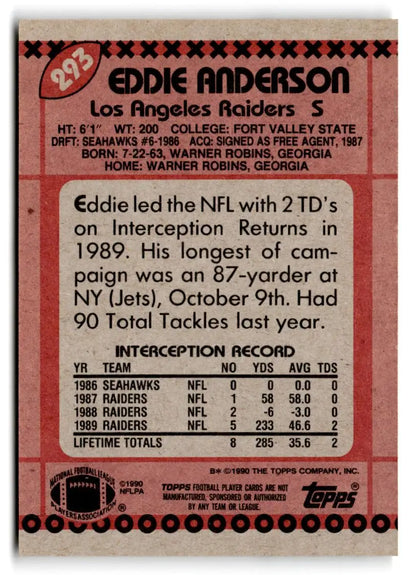 293
EDDIE ANDERSON
Los Angeles Raiders S
HT: 6'1" WT: 200 COLLEGE: FORT VALLEY STATE
DRFT: SEAHAWKS #6-1986 ACQ: SIGNED AS FREE AGENT, 1987
BORN: 7-22-63, WARNER ROBINS, GEORGIA
HOME: WARNER ROBINS, GEORGIA
Eddie led the NFL with 2 TD's
on Interception Returns in
1989. His longest of cam-
paign was an 87-yarder at
NY (Jets), October 9th. Had
90 Total Tackles last year.
INTERCEPTION RECORD
YR TEAM NO YDS AVG TDS
1986 SEAHAWKS NFL 0 0 0.0 0
1987 RAIDERS NFL 1 58 58.0 0
1988 RAIDERS NFL 2 -6 -3.0 0
1989 RAIDERS NFL 5 233 46.6 2
LIFETIME TOTALS 8 285 35.6 2
B* ©1990 THE TOPPS COMPANY, INC.
NATIONAL FOOTBALL LEAGUE
PLAYERS ASSOCIATION
©1990
NFLPA
TOPPS FOOTBALL PLAYER CARDS ARE NOT
MANUFACTURED, SPONSORED OR AUTHORIZED
BY ANY TEAM OR LEAGUE.
topps